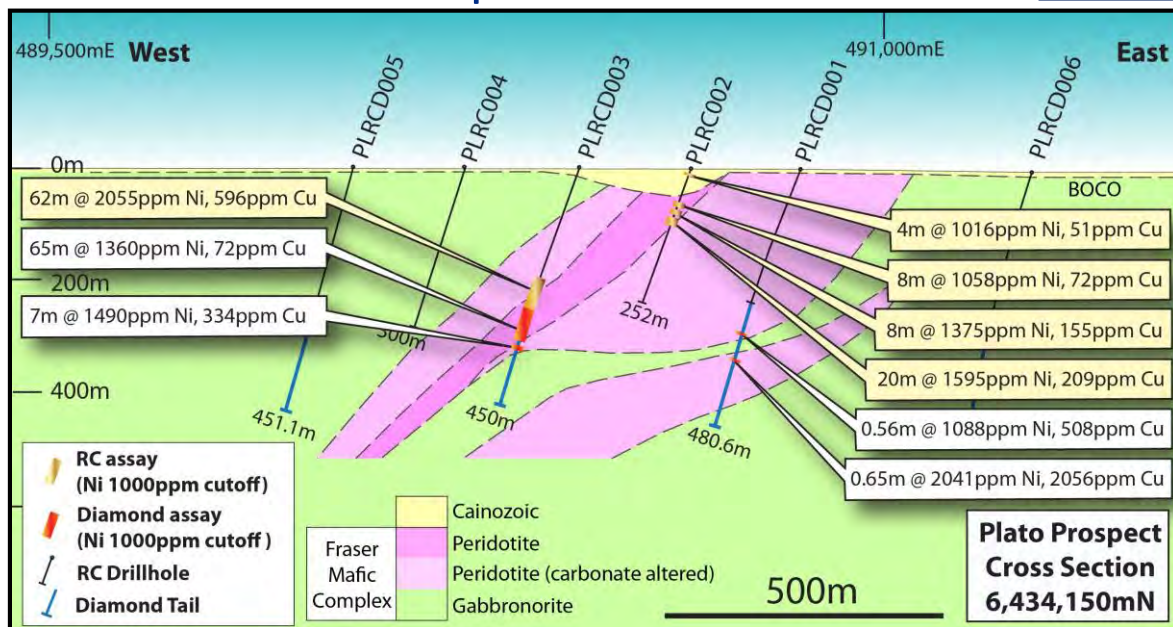 489,500mE
West
491,000mE
East
PLRCD005
PLRC004
PLRCD003
PLRC002
PLRCD001
PLRCD006
0m
BOCO
62m @ 2055ppm Ni, 596ppm Cu
65m @ 1360ppm Ni, 72ppm Cu
200m
7m @ 1490ppm Ni, 334ppm Cu
4m @ 1016ppm Ni, 51ppm Cu
8m @ 1058ppm Ni, 72ppm Cu
8m @ 1375ppm Ni, 155ppm Cu
20m @ 1595ppm Ni, 209ppm Cu
0.56m @ 1088ppm Ni, 508ppm Cu
0.65m @ 2041ppm Ni, 2056ppm Cu
300m
252m
400m
451.1m
450m
480.6m
RC assay
(Ni 1000ppm cutoff)
Diamond assay
(Ni 1000ppm cutoff )
RC Drillhole
Diamond Tail
Fraser
Mafic
Complex
Cainozoic
Peridotite
Peridotite (carbonate altered)
Gabbronorite
500m
Plato Prospect
Cross Section
6,434,150mN